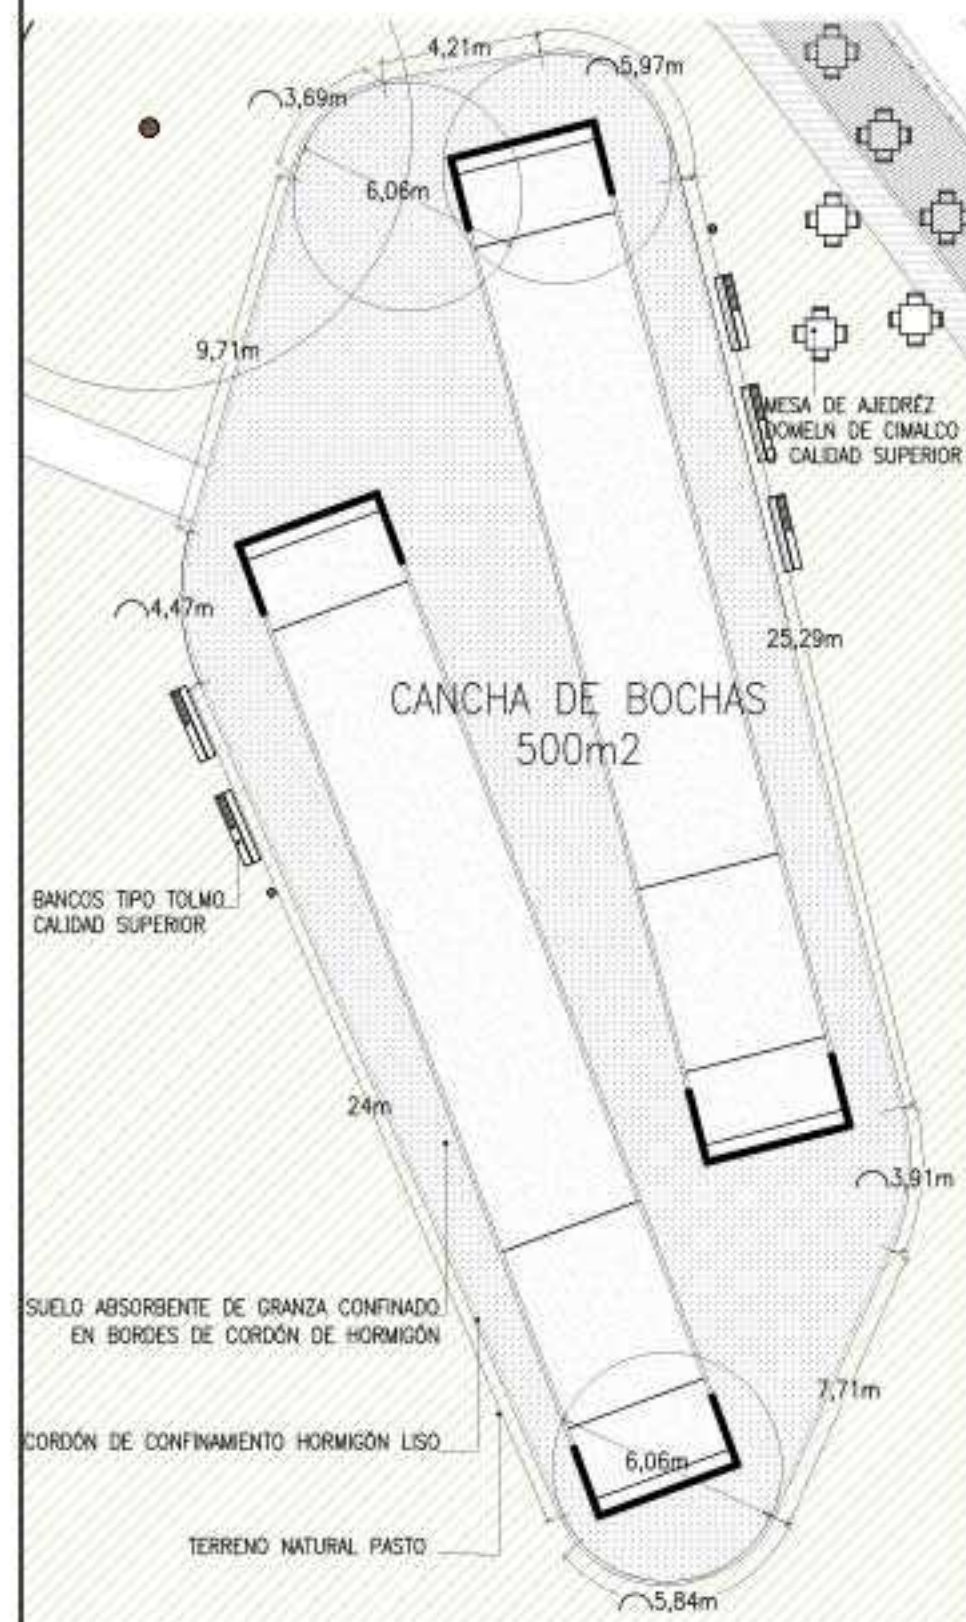 4,21m
5,97m
3,69m
6,06m
9,71m
MESA DE AJEDRÉZ
DOMELN DE CIMALCO
O CALIDAD SUPERIOR
4,47m
25,29m
CANCHA DE BOCHAS
500m2
BANCOS TIPO TOLMO
CALIDAD SUPERIOR
24m
3,91m
SUELO ABSORBENTE DE GRANZA CONFINADO
EN BORDES DE CORDÓN DE HORMIGÓN
7,71m
CORDÓN DE CONFINAMIENTO HORMIGÓN LISO
6,06m
TERRENO NATURAL PASTO
5,84m